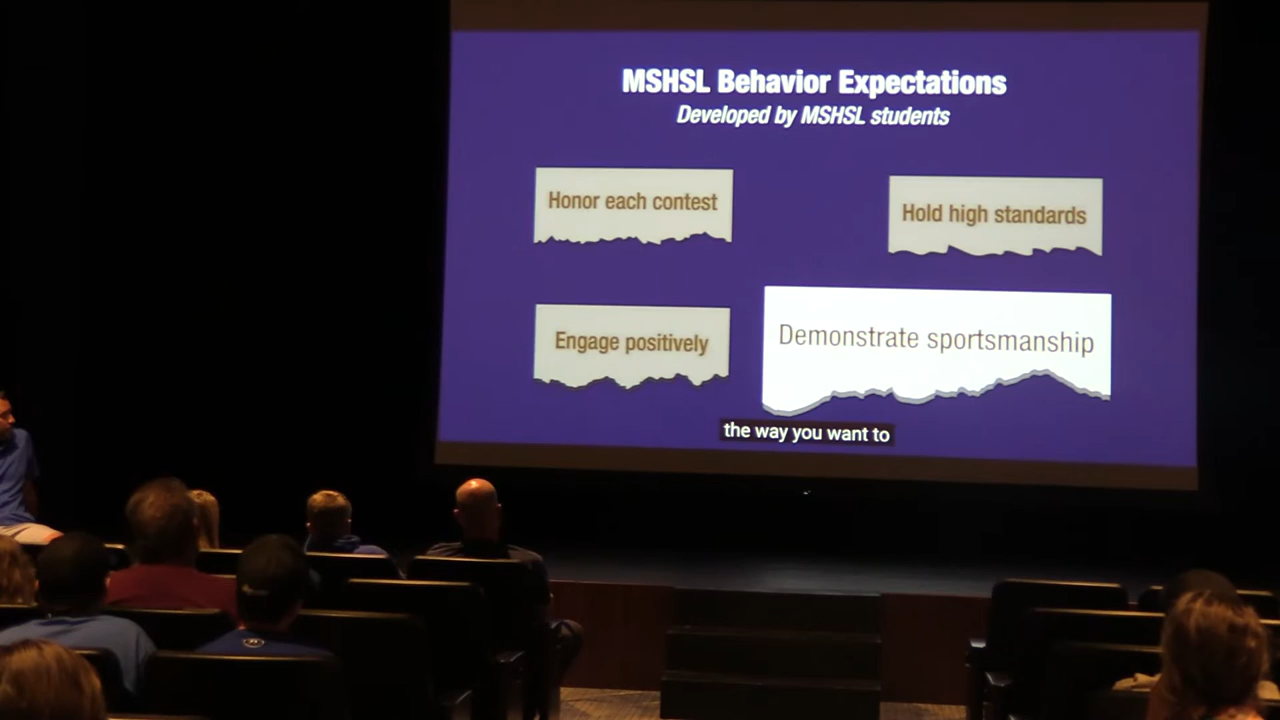 MSHSL Behavior Expectations
Developed by MSHSL students
Honor each contest
Hold high standards
Engage positively
Demonstrate sportsmanship
the way you want to